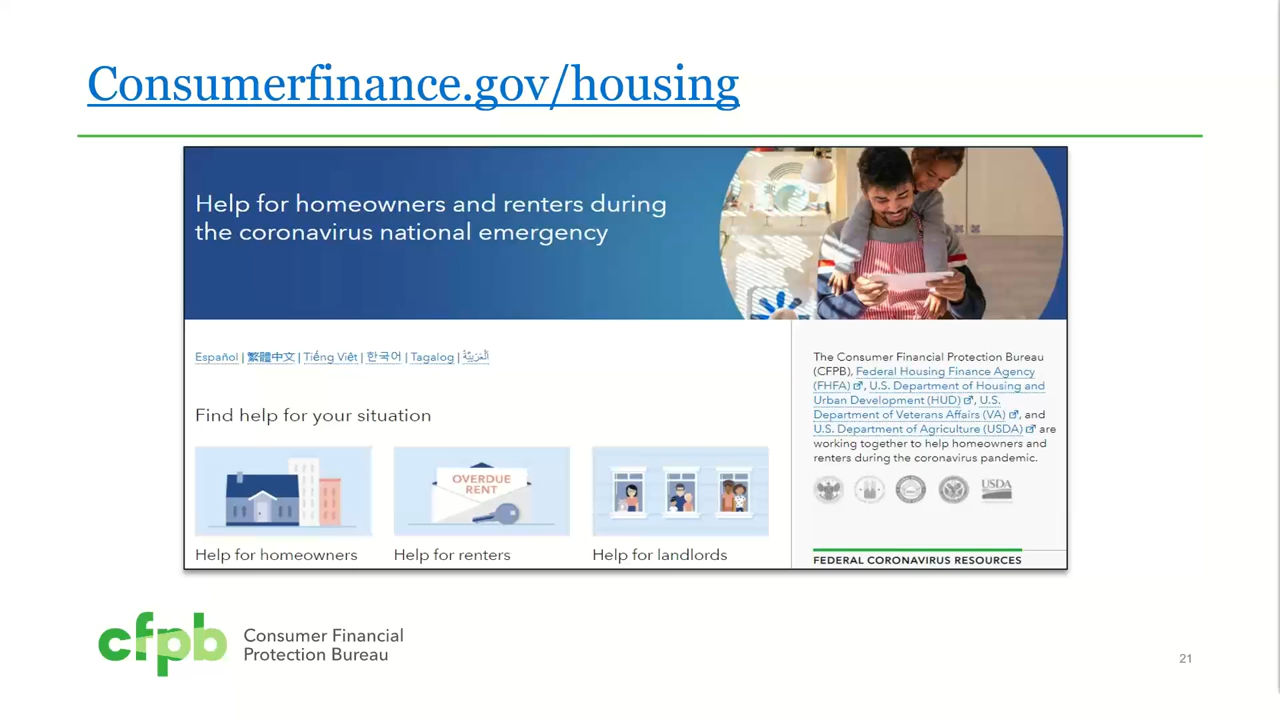 Consumerfinance.gov/housing
Help for homeowners and renters during
the coronavirus national emergency
Español | 繁體中文 | Tiếng Việt | 한국어 | Tagalog | اَلْعَرَبِيَّةُ
Find help for your situation
OVERDUE
RENT
Help for homeowners
Help for renters
Help for landlords
The Consumer Financial Protection Bureau
(CFPB), Federal Housing Finance Agency
(FHFA), U.S. Department of Housing and
Urban Development (HUD), U.S.
Department of Veterans Affairs (VA), and
U.S. Department of Agriculture (USDA) are
working together to help homeowners and
renters during the coronavirus pandemic.
USDA
FEDERAL CORONAVIRUS RESOURCES
cfpb
Consumer Financial
Protection Bureau
21